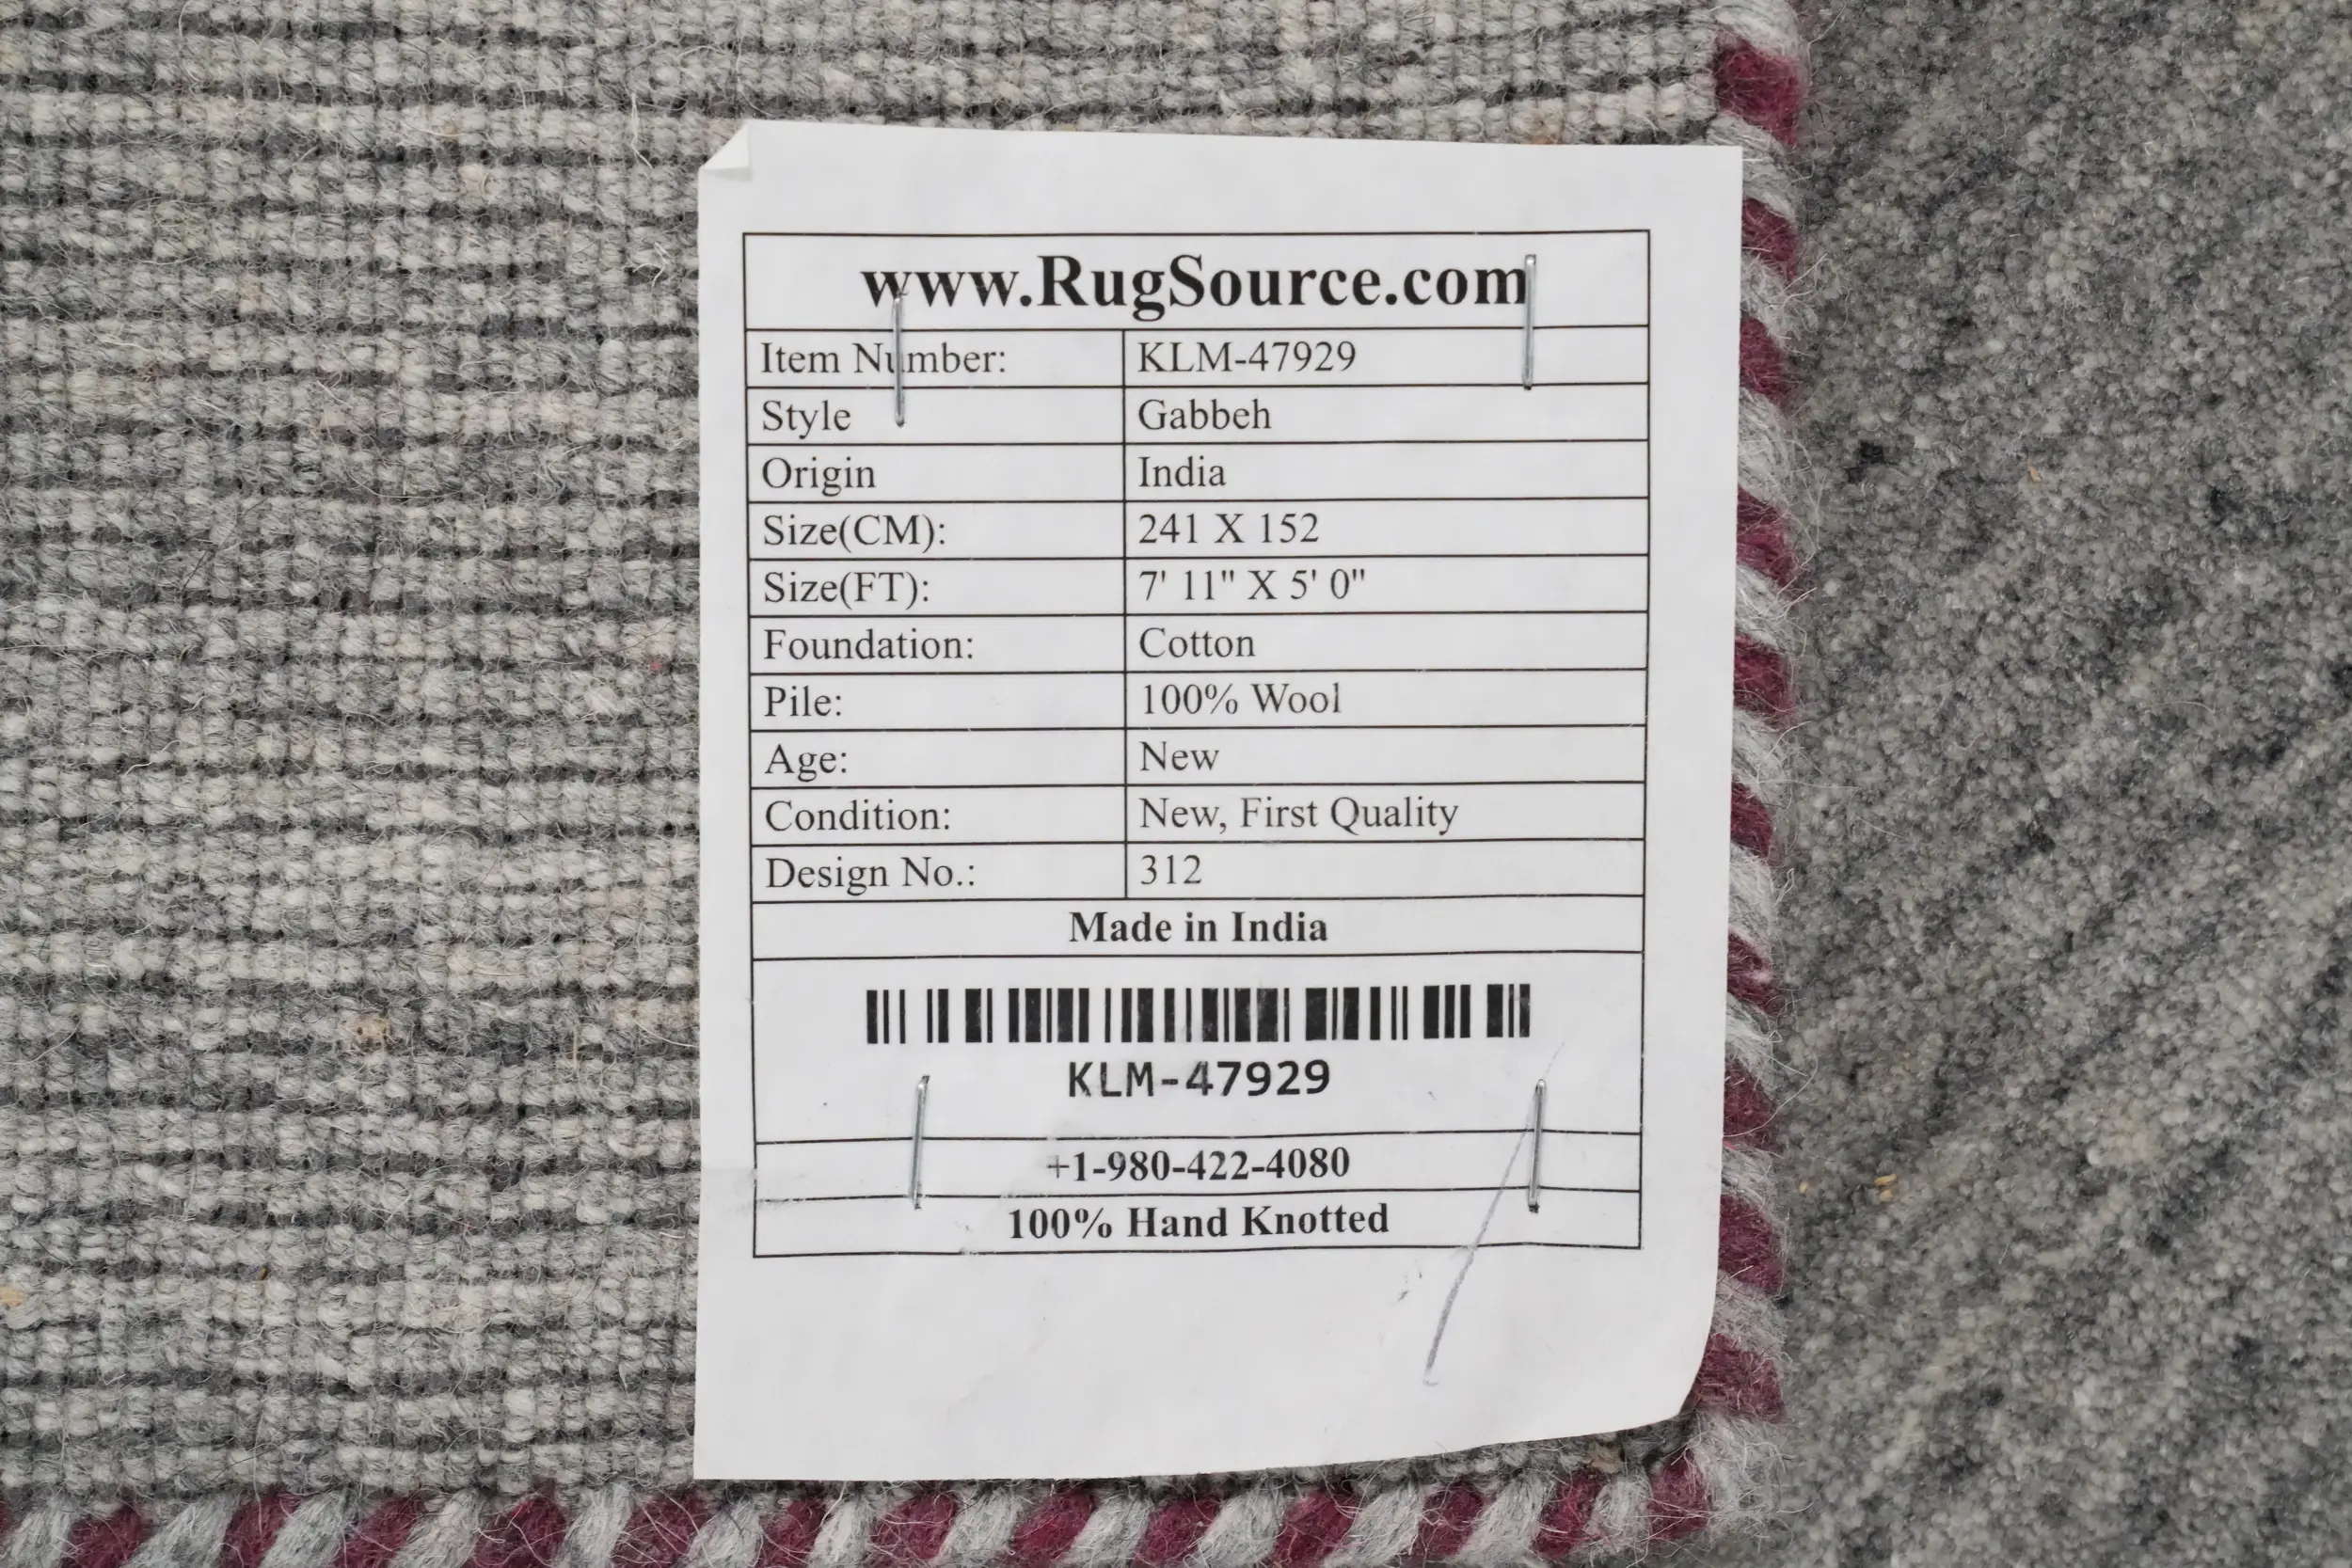 www.RugSource.com
Item Number: KLM-47929
Style Gabbeh
Origin India
Size(CM): 241 X 152
Size(FT): 7' 11" X 5' 0"
Foundation: Cotton
Pile: 100% Wool
Age: New
Condition: New, First Quality
Design No.: 312
Made in India
KLM-47929
+1-980-422-4080
100% Hand Knotted